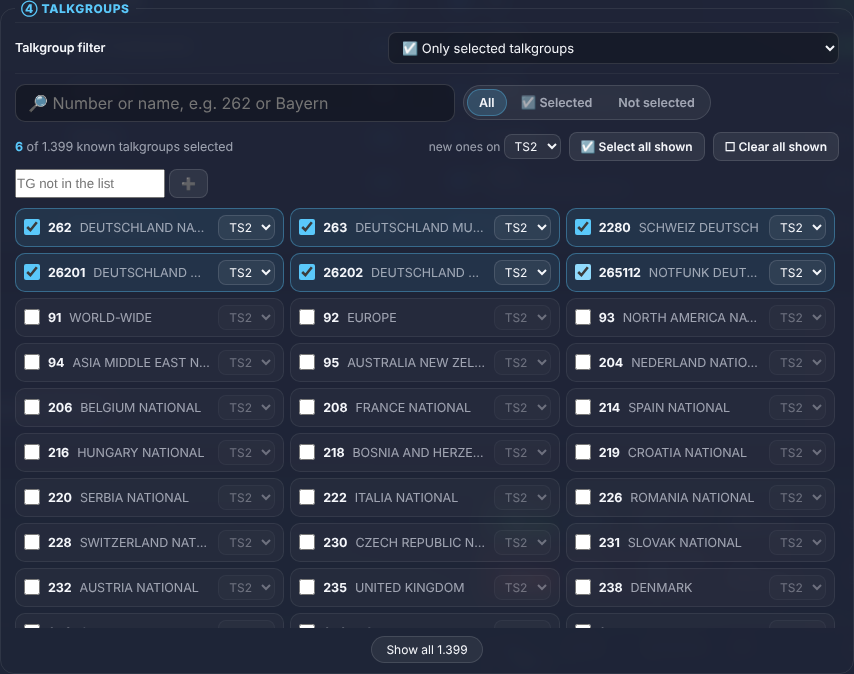 4 TALKGROUPS
Talkgroup filter
Only selected talkgroups
Number or name, e.g. 262 or Bayern
All Selected Not selected
6 of 1.399 known talkgroups selected
new ones on TS2 Select all shown Clear all shown
TG not in the list
262 DEUTSCHLAND NA... TS2 263 DEUTSCHLAND MU... TS2 2280 SCHWEIZ DEUTSCH TS2
26201 DEUTSCHLAND ... TS2 26202 DEUTSCHLAND ... TS2 265112 NOTFUNK DEUT... TS2
91 WORLD-WIDE TS2 92 EUROPE TS2 93 NORTH AMERICA NA... TS2
94 ASIA MIDDLE EAST N... TS2 95 AUSTRALIA NEW ZEL... TS2 204 NEDERLAND NATIO... TS2
206 BELGIUM NATIONAL TS2 208 FRANCE NATIONAL TS2 214 SPAIN NATIONAL TS2
216 HUNGARY NATIONAL TS2 218 BOSNIA AND HERZE... TS2 219 CROATIA NATIONAL TS2
220 SERBIA NATIONAL TS2 222 ITALIA NATIONAL TS2 226 ROMANIA NATIONAL TS2
228 SWITZERLAND NAT... TS2 230 CZECH REPUBLIC N... TS2 231 SLOVAK NATIONAL TS2
232 AUSTRIA NATIONAL TS2 235 UNITED KINGDOM TS2 238 DENMARK TS2
Show all 1.399